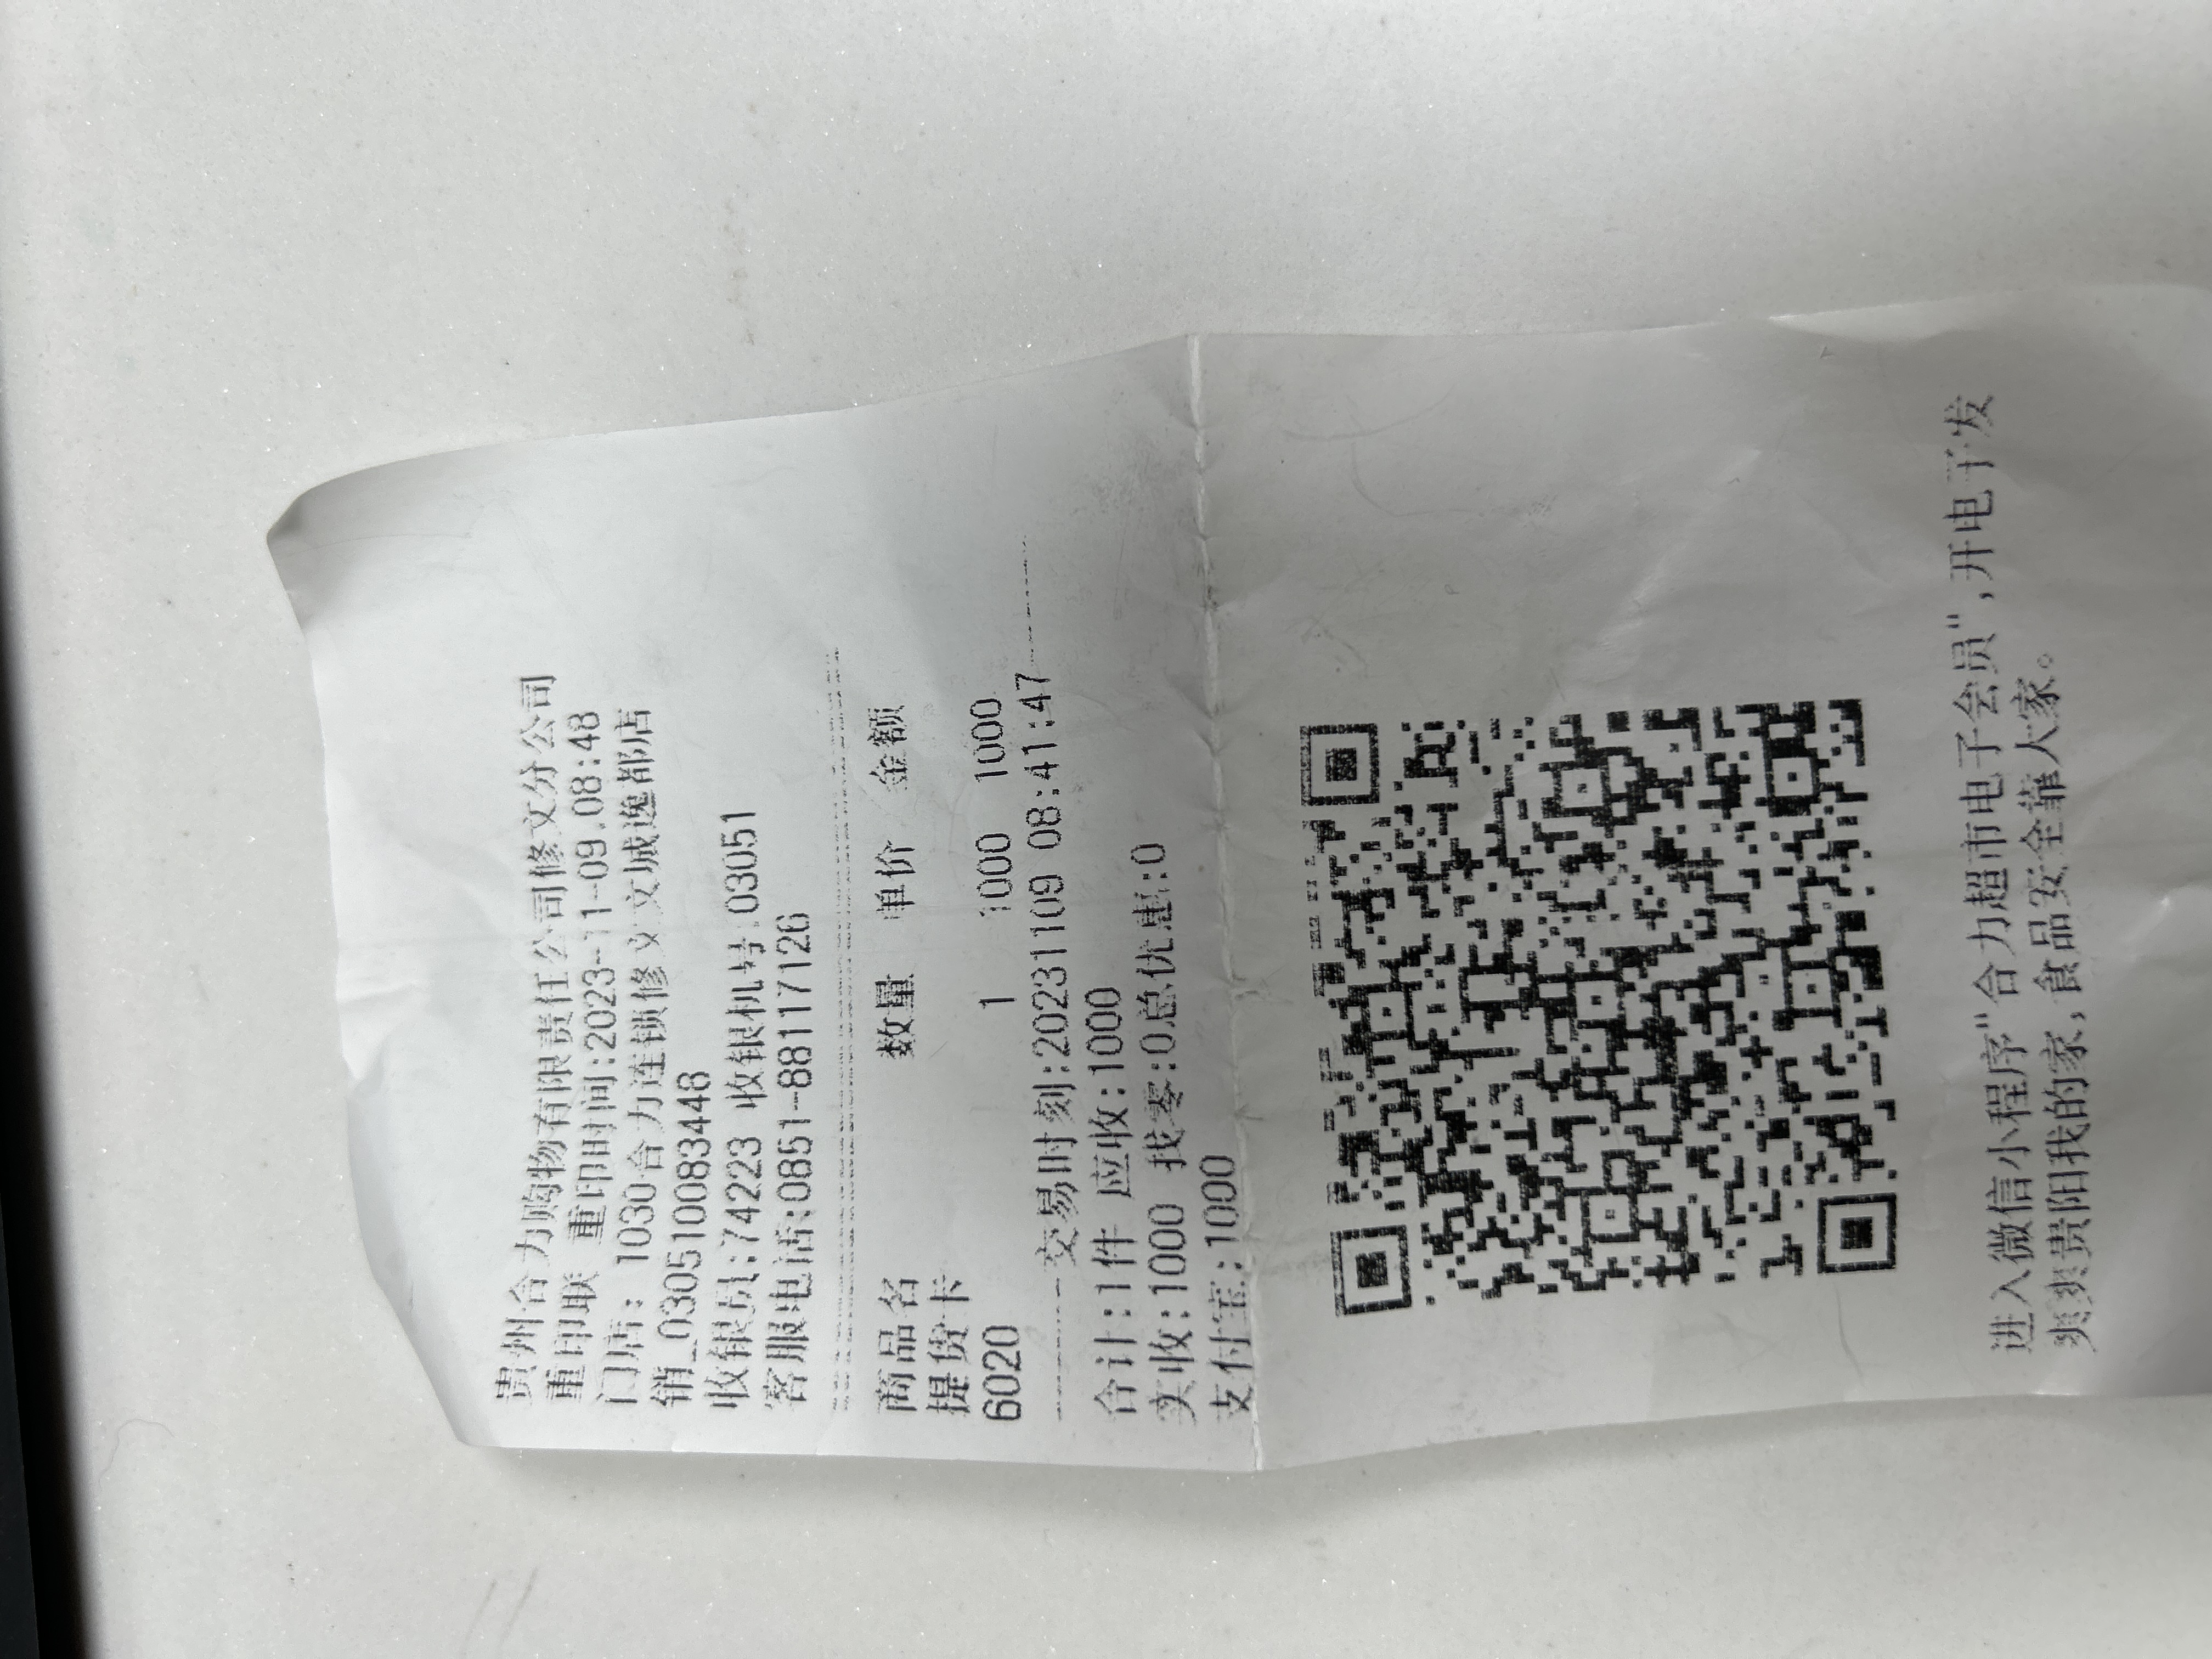 贵州合力购物有限责任公司修文分公司
重印联 重印时间:2023-11-09.08:48
门店: 1030合力连锁修文文城逸都店
销_030510083448
收银员:74223 收银机号:03051
客服电话:0851-88117126
商品名 数量 单价 金额
提货卡
6020 1 1000 1000
交易时刻:20231109 08:41:47
合计:1件 应收:1000
实收:1000 找零:0总优惠:0
支付宝:1000
进入微信小程序"合力超市电子会员",开电子发
爽爽贵阳我的家,食品安全靠大家。